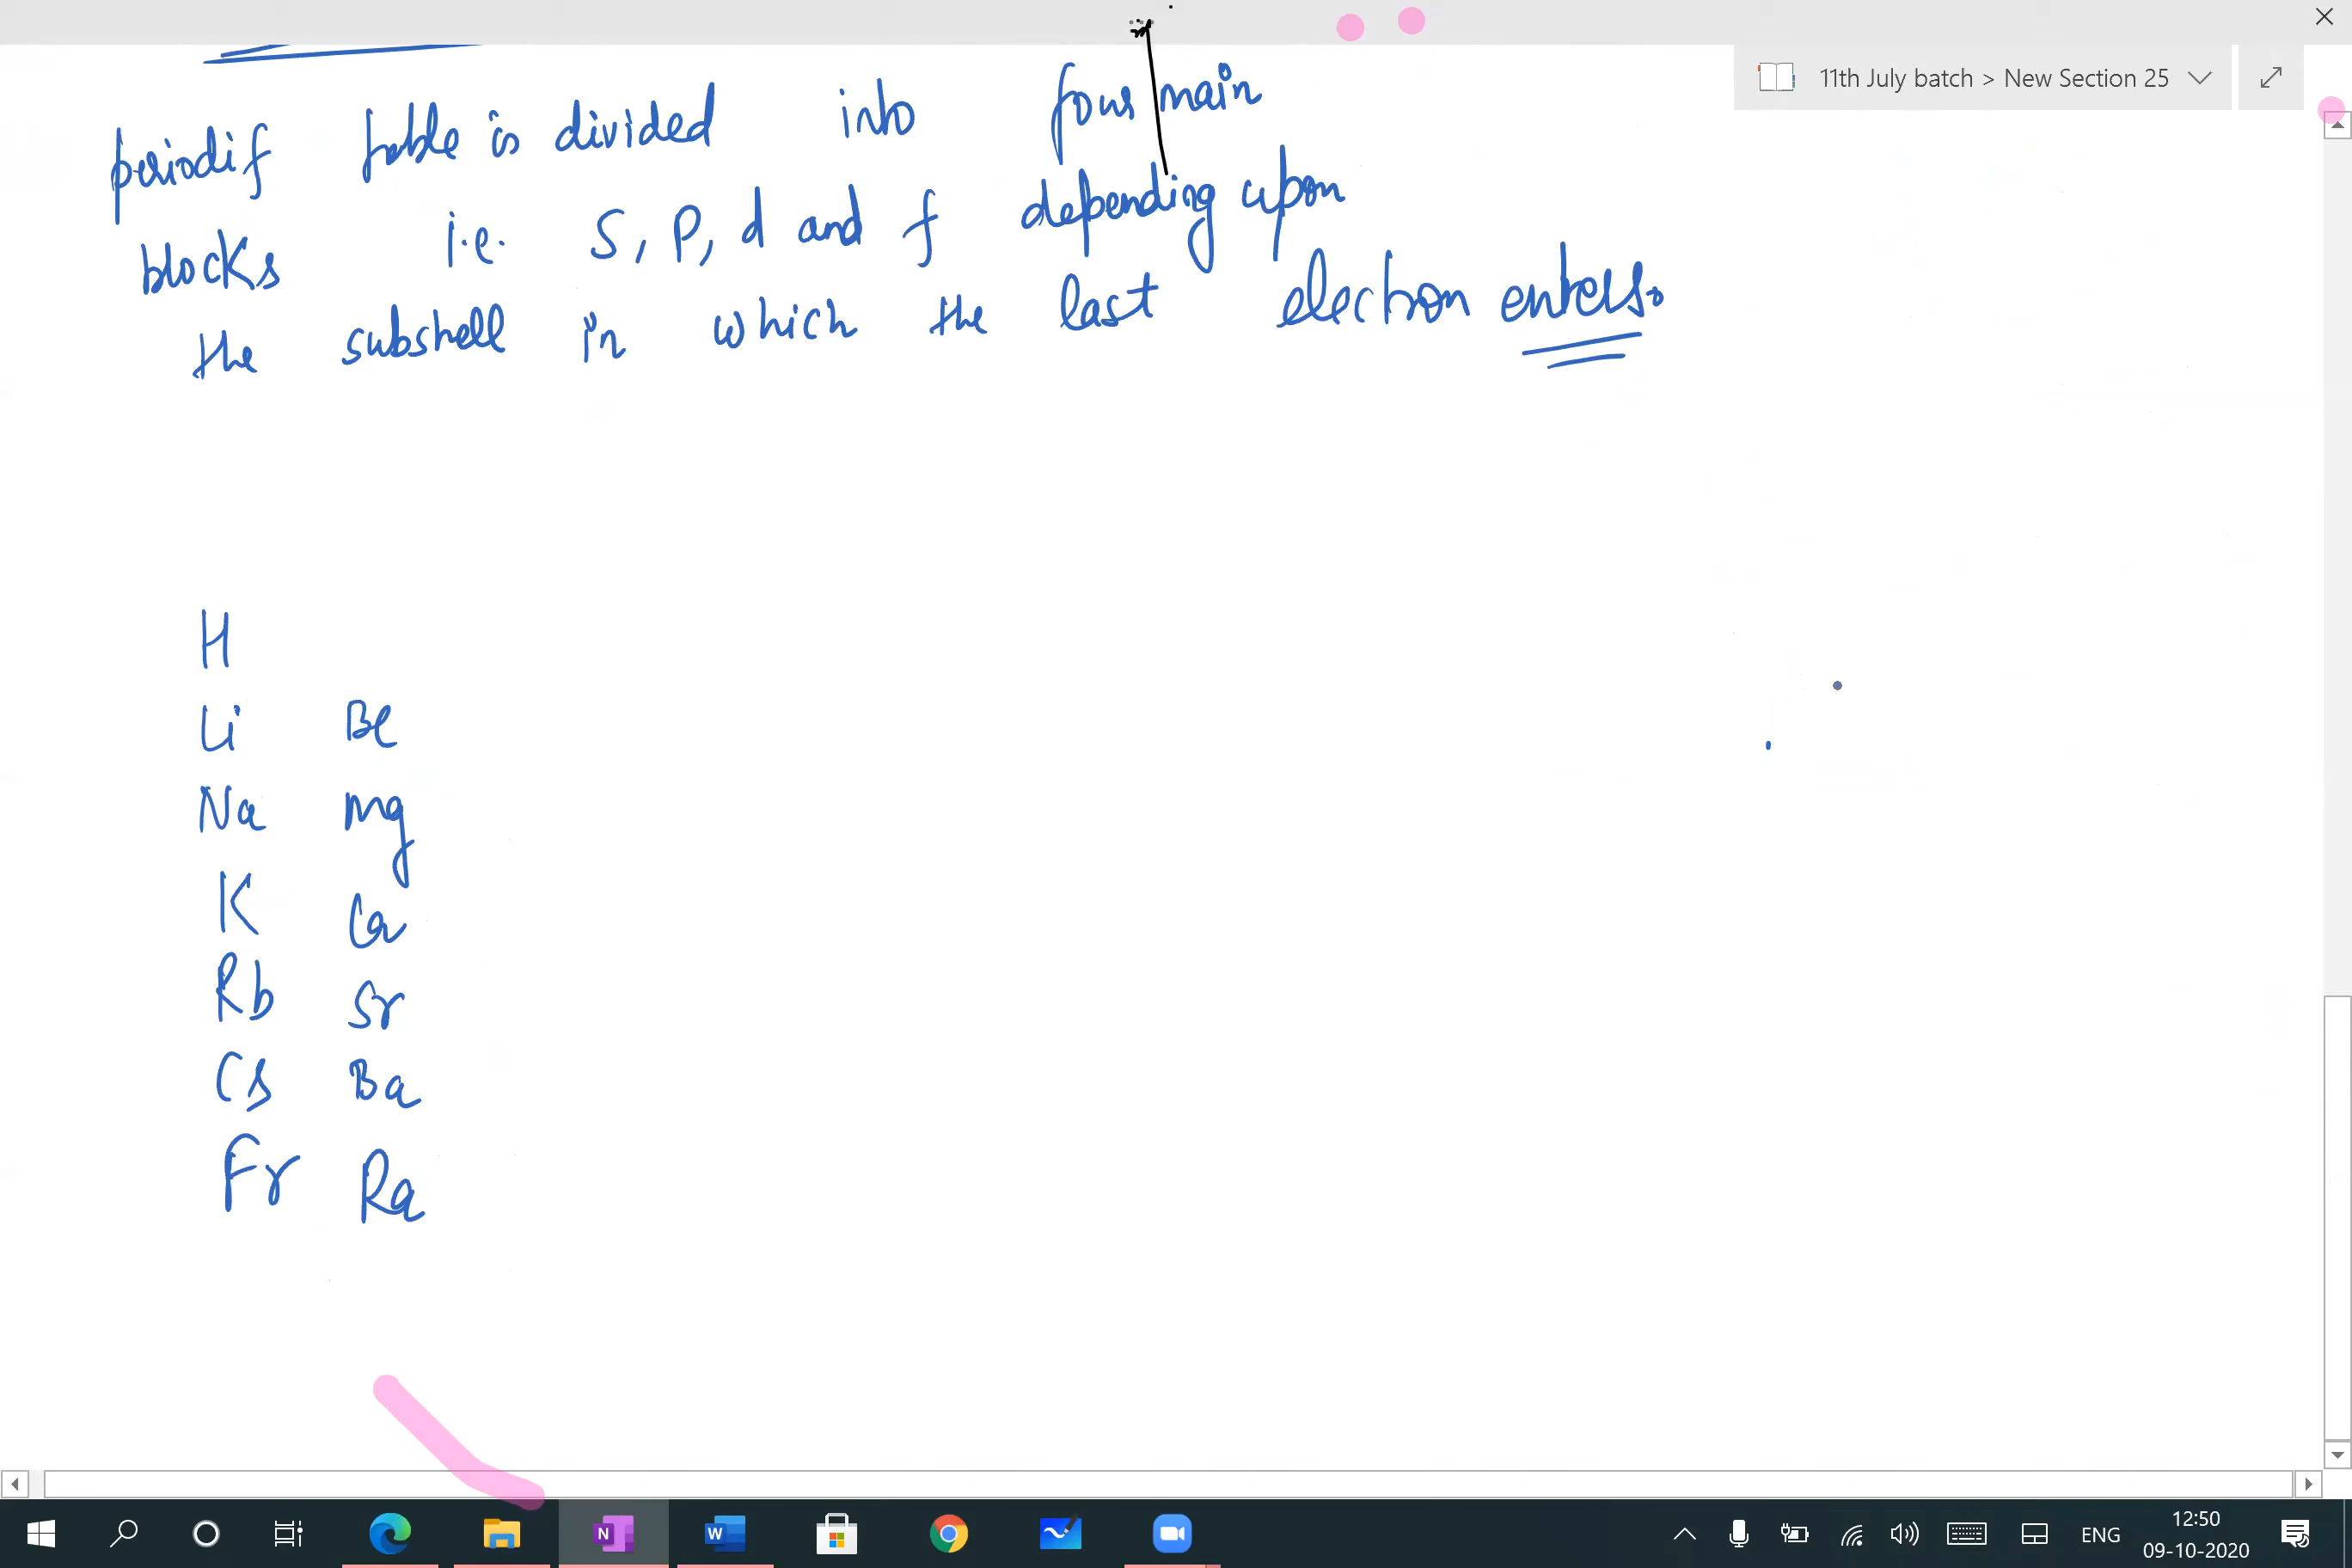 11th July batch > New Section 25
periodif table is divided into four main
blocks i.e. S, P, d and f depending upon
the subshell in which the last electron enters.
H
Li Be
Na Mg
K Ca
Rb Sr
Cs Ba
Fr Ra
ENG
12:50
09-10-2020